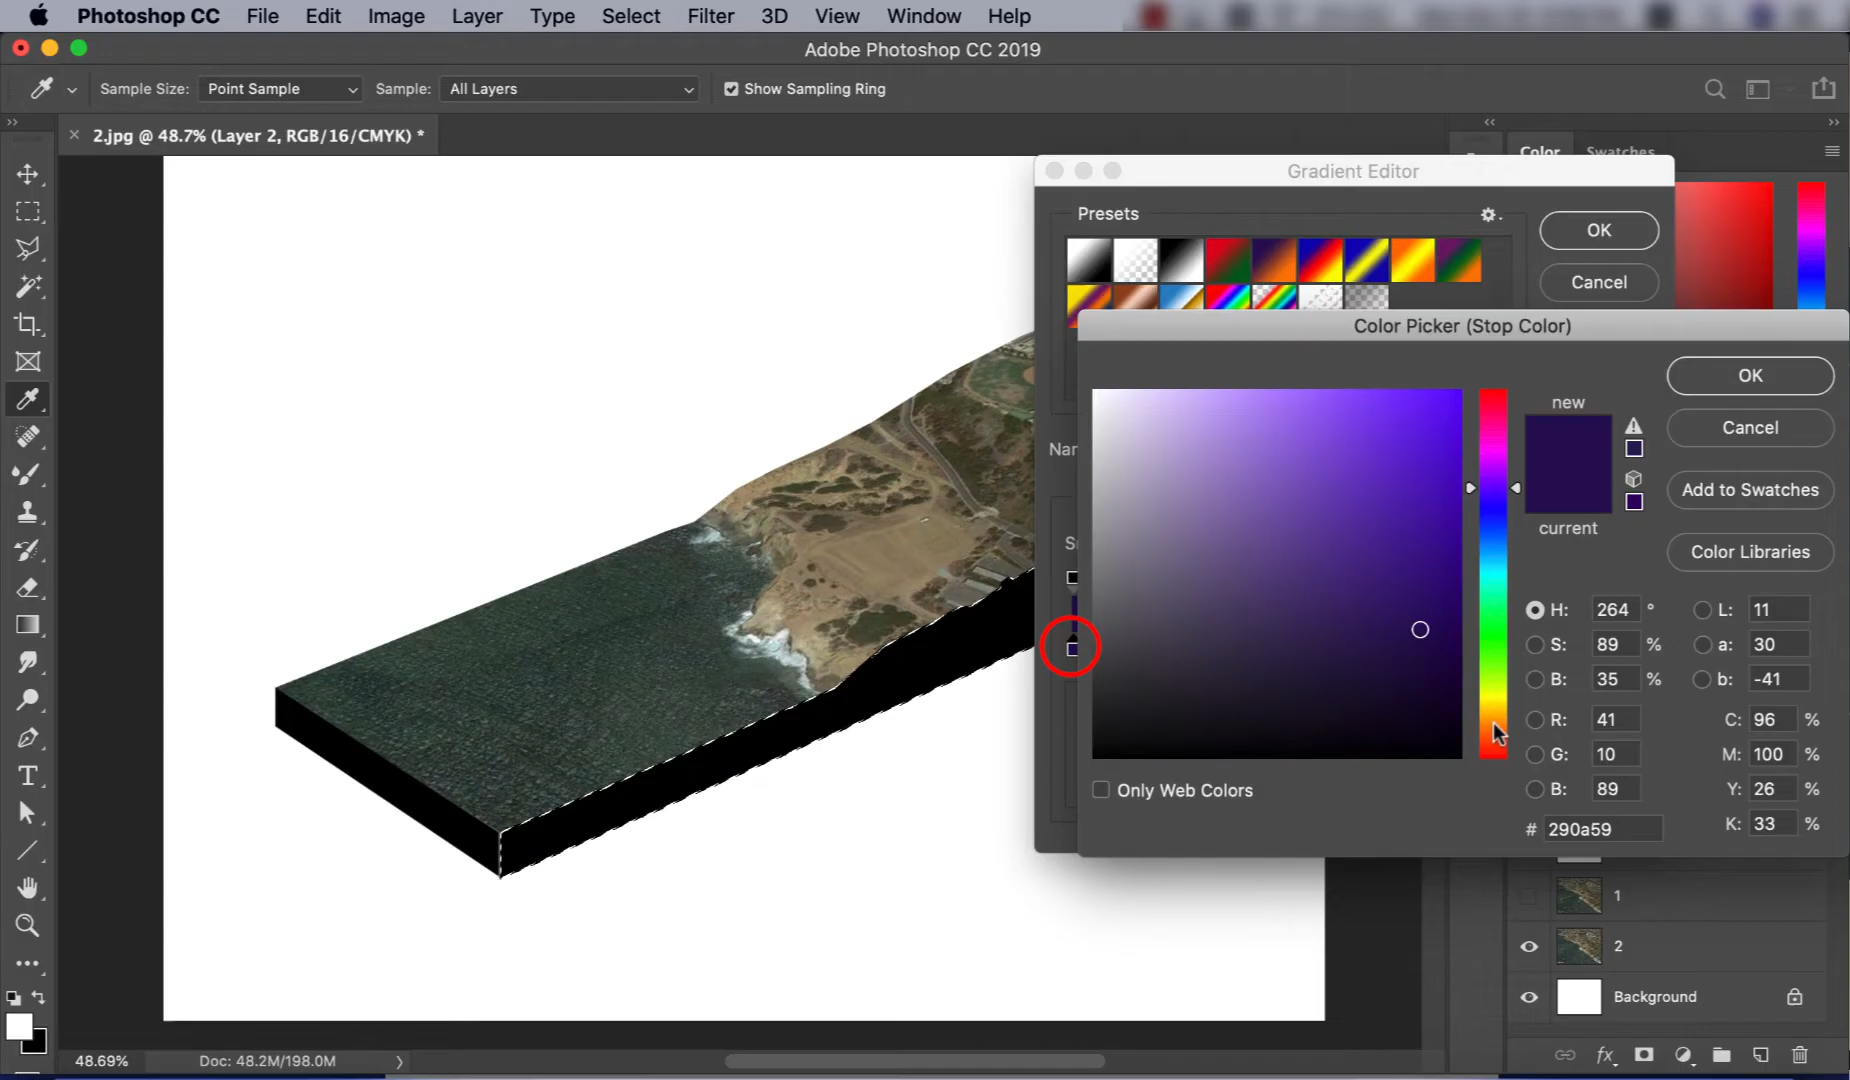 Photoshop CC File Edit Image Layer Type Select Filter 3D View Window Help
Adobe Photoshop CC 2019
Sample Size: Point Sample Sample: All Layers Show Sampling Ring
2.jpg @ 48.7% (Layer 2, RGB/16/CMYK) *
Color Swatches
Gradient Editor
Presets
OK
Cancel
Color Picker (Stop Color)
OK
new
Cancel
Nar
Add to Swatches
current
Color Libraries
H: 264 ° L: 11
S: 89 % a: 30
B: 35 % b: -41
R: 41 C: 96 %
G: 10 M: 100 %
B: 89 Y: 26 %
Only Web Colors
# 290a59 K: 33 %
1
2
Background
48.69% Doc: 48.2M/198.0M
fx